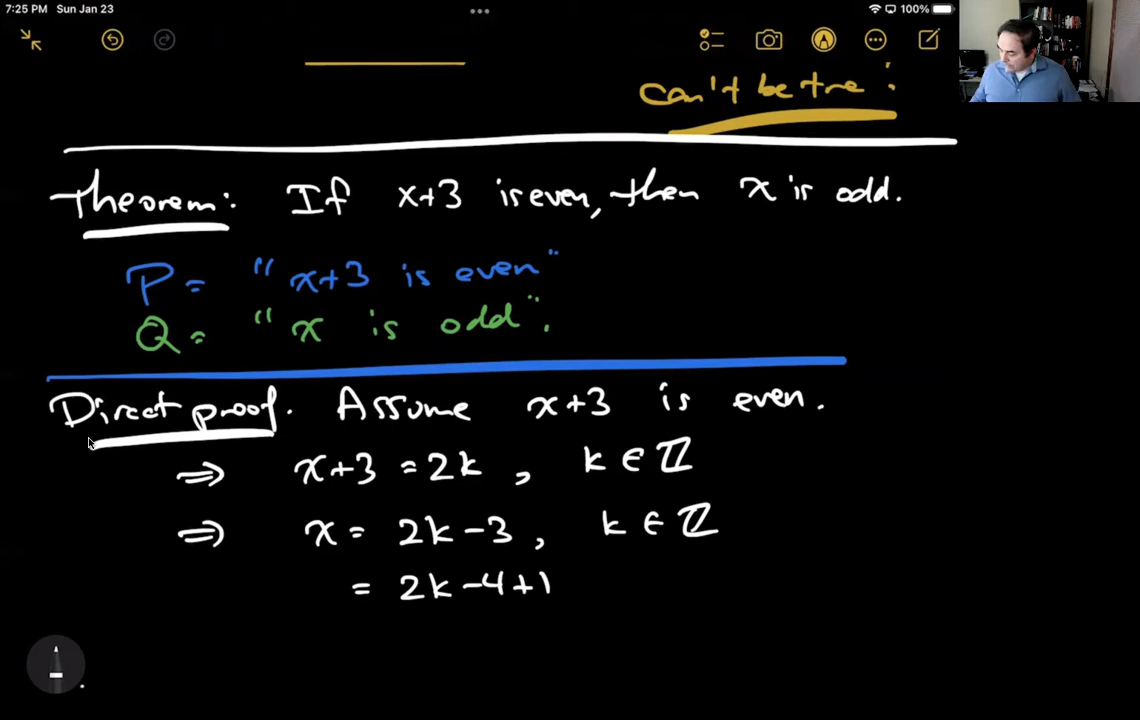 7:25 PM Sun Jan 23
100%
can't be true!
Theorem: If x+3 is even, then x is odd.
P = "x+3 is even"
Q = "x is odd".
Direct proof. Assume x+3 is even.
⇒ x+3 = 2k, k ∈ ℤ
⇒ x = 2k-3, k ∈ ℤ
= 2k-4+1